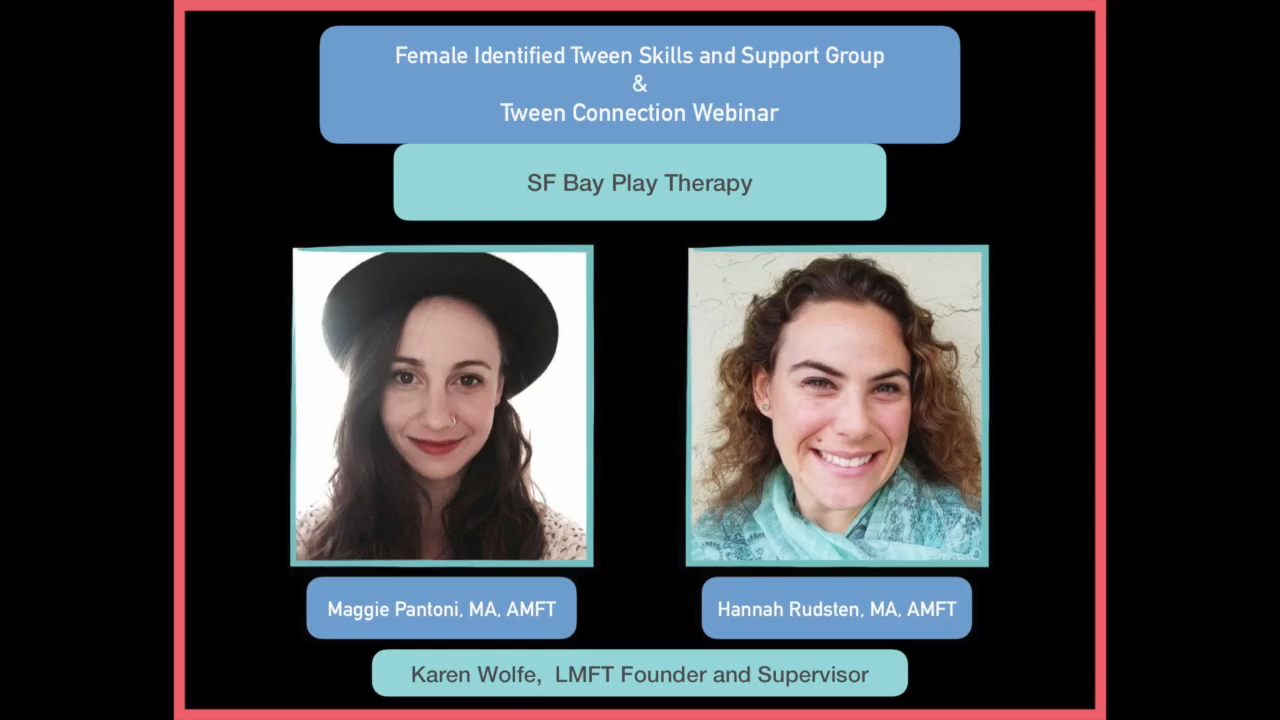 Female Identified Tween Skills and Support Group
&
Tween Connection Webinar
SF Bay Play Therapy
Maggie Pantoni, MA, AMFT
Hannah Rudsten, MA, AMFT
Karen Wolfe, LMFT Founder and Supervisor